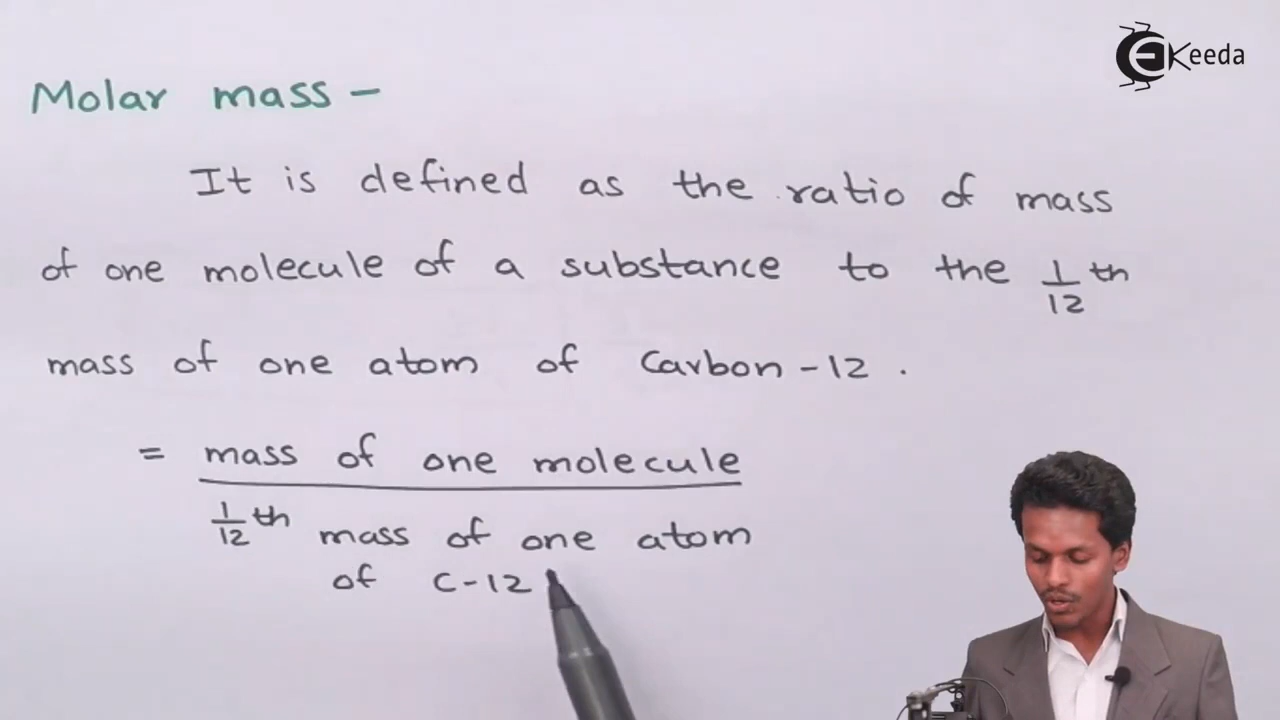 EKeeda
Molar mass -
It is defined as the ratio of mass
of one molecule of a substance to the 1/12 th
mass of one atom of Carbon-12.
= mass of one molecule
1/12 th mass of one atom
of C-12